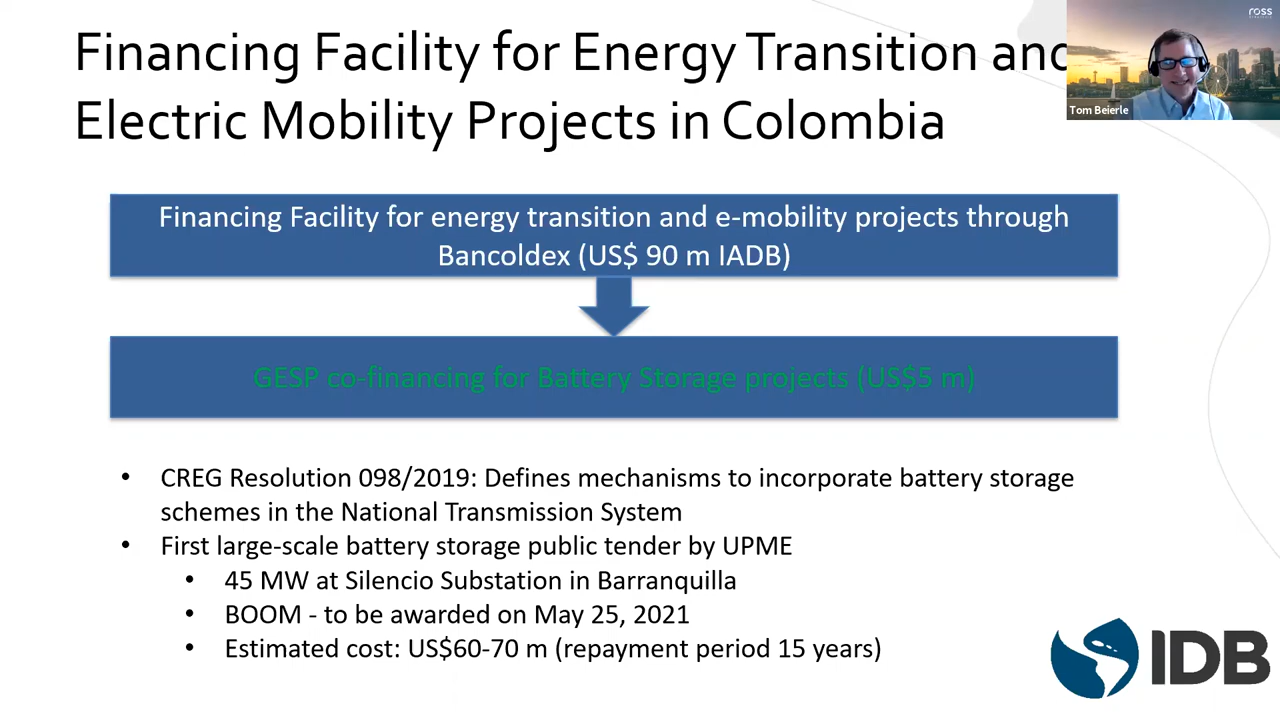 Financing Facility for Energy Transition and
Electric Mobility Projects in Colombia
ross
Tom Beierle
Financing Facility for energy transition and e-mobility projects through
Bancoldex (US$ 90 m IADB)
GESP co-financing for Battery Storage projects (US$5 m)
• CREG Resolution 098/2019: Defines mechanisms to incorporate battery storage
schemes in the National Transmission System
• First large-scale battery storage public tender by UPME
• 45 MW at Silencio Substation in Barranquilla
• BOOM - to be awarded on May 25, 2021
• Estimated cost: US$60-70 m (repayment period 15 years)
IDB